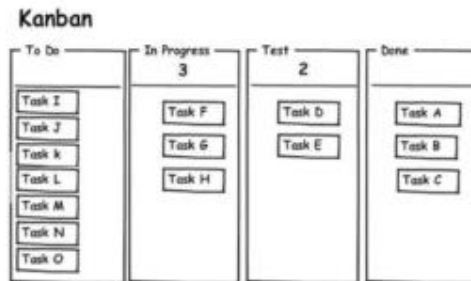 Kanban
To Do
In Progress
3
Test
2
Done
Task I
Task J
Task k
Task L
Task M
Task N
Task O
Task F
Task G
Task H
Task D
Task E
Task A
Task B
Task C